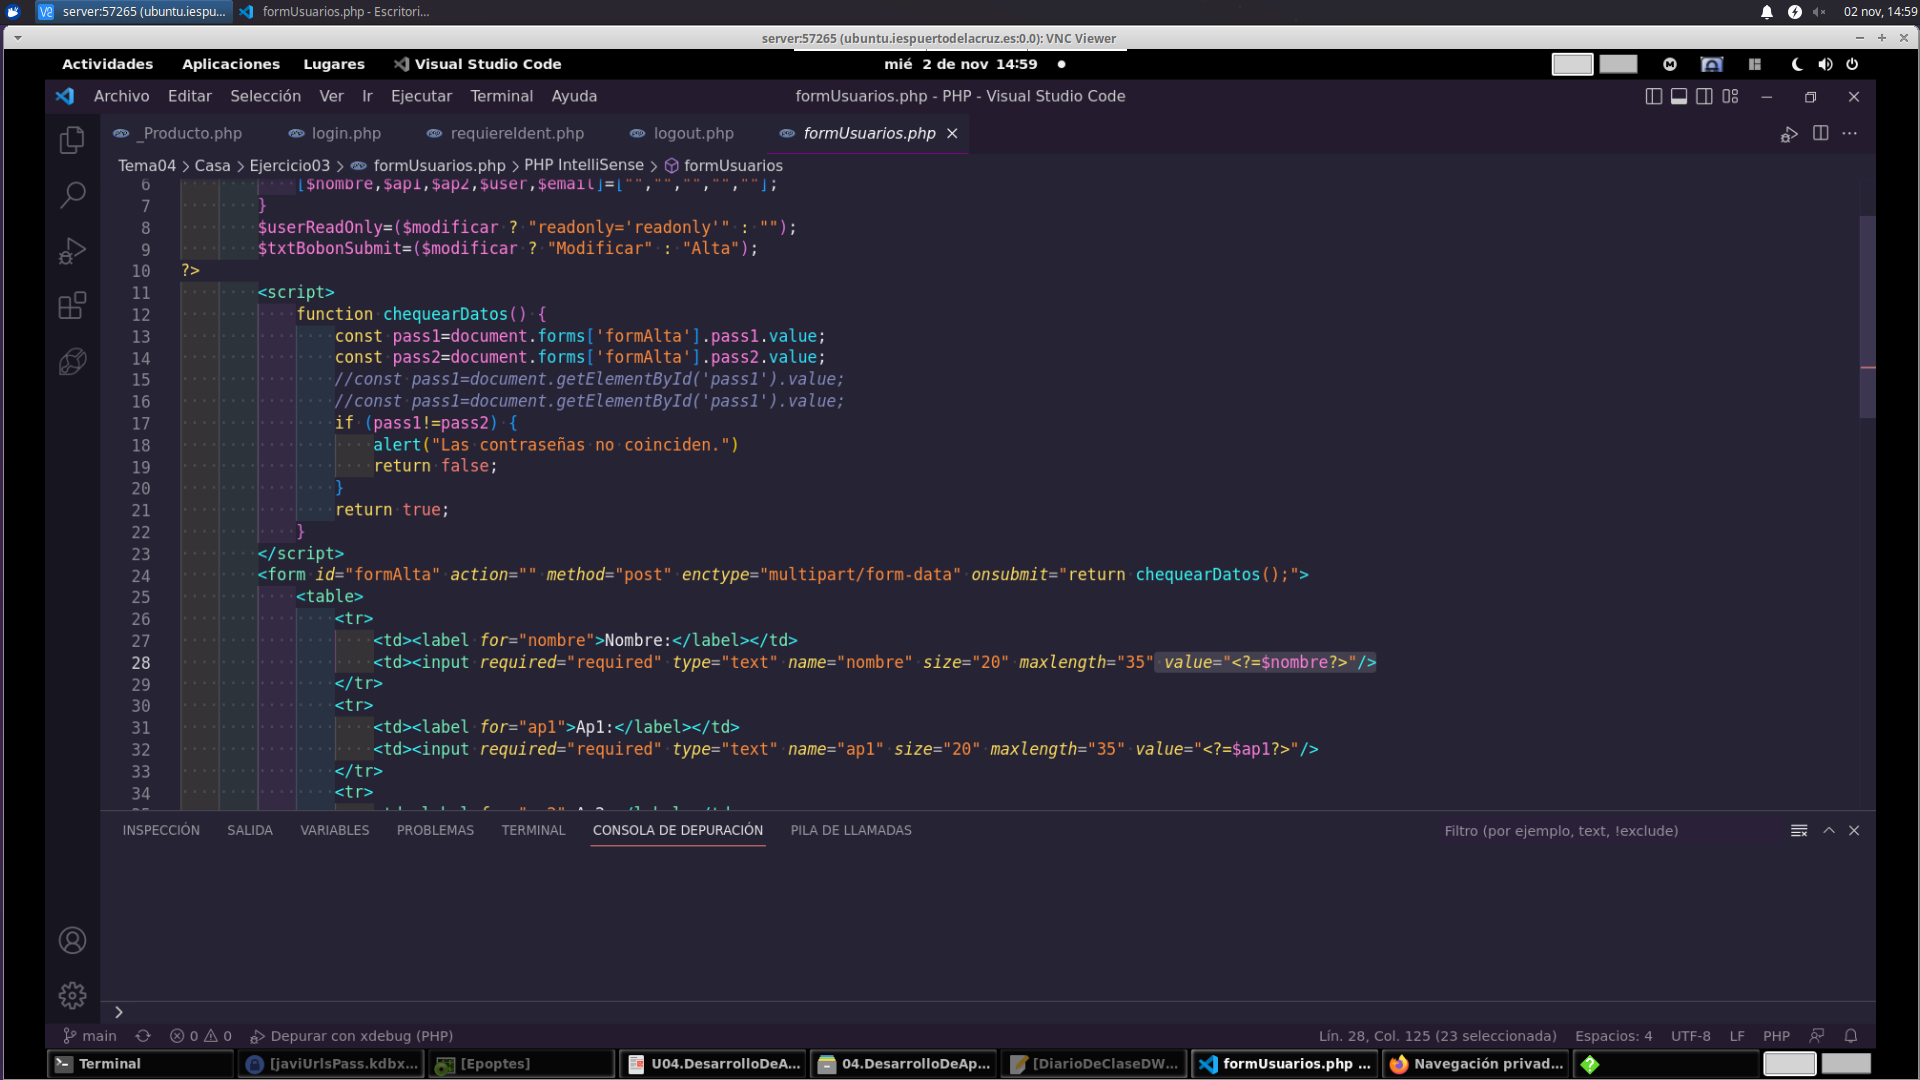 server:57265 (ubuntu.iespu...
formUsuarios.php - Escritori...
02 nov, 14:59
server:57265 (ubuntu.iespuertodelacruz.es:0.0): VNC Viewer
Actividades Aplicaciones Lugares Visual Studio Code mié 2 de nov 14:59
Archivo Editar Selección Ver Ir Ejecutar Terminal Ayuda formUsuarios.php - PHP - Visual Studio Code
_Producto.php login.php requiereIdent.php logout.php formUsuarios.php
Tema04 > Casa > Ejercicio03 > formUsuarios.php > PHP IntelliSense > formUsuarios
6 [$nombre,$ap1,$ap2,$user,$email]=["","","","",""];
7 }
8 $userReadOnly=($modificar ? "readonly='readonly'" : "");
9 $txtBobonSubmit=($modificar ? "Modificar" : "Alta");
10 ?>
11 <script>
12 function chequearDatos() {
13 const pass1=document.forms['formAlta'].pass1.value;
14 const pass2=document.forms['formAlta'].pass2.value;
15 //const pass1=document.getElementById('pass1').value;
16 //const pass1=document.getElementById('pass1').value;
17 if (pass1!=pass2) {
18 alert("Las contraseñas no coinciden.")
19 return false;
20 }
21 return true;
22 }
23 </script>
24 <form id="formAlta" action="" method="post" enctype="multipart/form-data" onsubmit="return chequearDatos();">
25 <table>
26 <tr>
27 <td><label for="nombre">Nombre:</label></td>
28 <td><input required="required" type="text" name="nombre" size="20" maxlength="35" value="<?=$nombre?>"/>
29 </tr>
30 <tr>
31 <td><label for="ap1">Ap1:</label></td>
32 <td><input required="required" type="text" name="ap1" size="20" maxlength="35" value="<?=$ap1?>"/>
33 </tr>
34 <tr>
INSPECCIÓN SALIDA VARIABLES PROBLEMAS TERMINAL CONSOLA DE DEPURACIÓN PILA DE LLAMADAS Filtro (por ejemplo, text, !exclude)
main 0 0 Depurar con xdebug (PHP) Lín. 28, Col. 125 (23 seleccionada) Espacios: 4 UTF-8 LF PHP
Terminal [javiUrlsPass.kdbx... [Epoptes] U04.DesarrolloDeA... 04.DesarrolloDeAp... [DiarioDeClaseDW... formUsuarios.php ... Navegación privad...